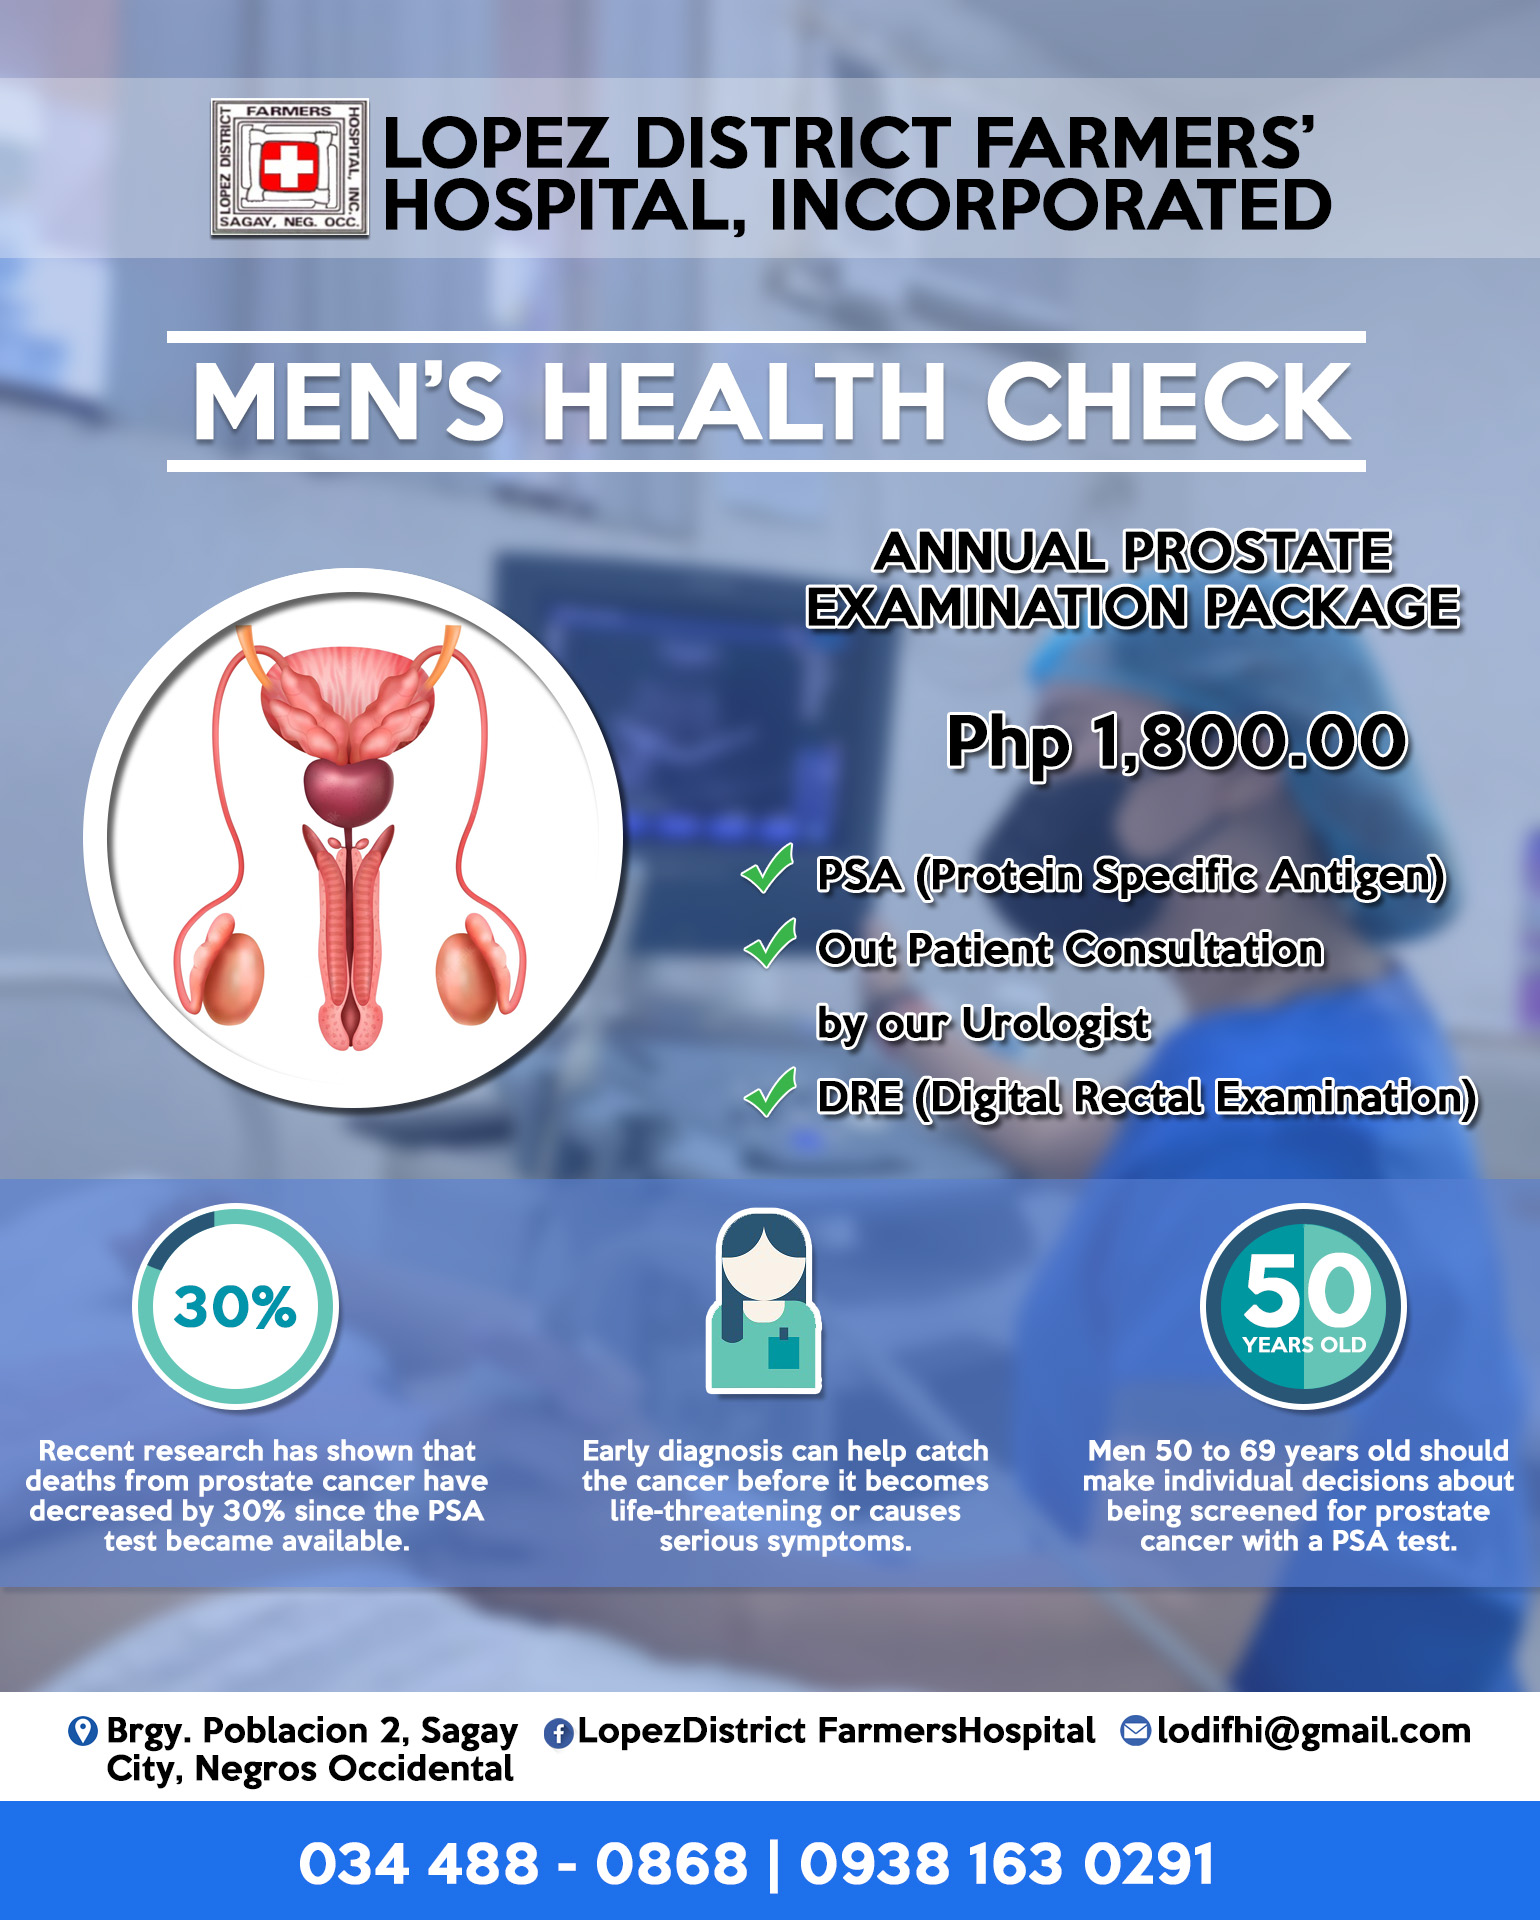 FARMERS
LOPEZ DISTRICT
HOSPITAL, INC.
SAGAY, NEG. OCC.
LOPEZ DISTRICT FARMERS'
HOSPITAL, INCORPORATED
MEN'S HEALTH CHECK
ANNUAL PROSTATE
EXAMINATION PACKAGE
Php 1,800.00
PSA (Protein Specific Antigen)
Out Patient Consultation
by our Urologist
DRE (Digital Rectal Examination)
30%
Recent research has shown that
deaths from prostate cancer have
decreased by 30% since the PSA
test became available.
Early diagnosis can help catch
the cancer before it becomes
life-threatening or causes
serious symptoms.
50
YEARS OLD
Men 50 to 69 years old should
make individual decisions about
being screened for prostate
cancer with a PSA test.
Brgy. Poblacion 2, Sagay
City, Negros Occidental
LopezDistrict FarmersHospital
lodifhi@gmail.com
034 488 - 0868 | 0938 163 0291